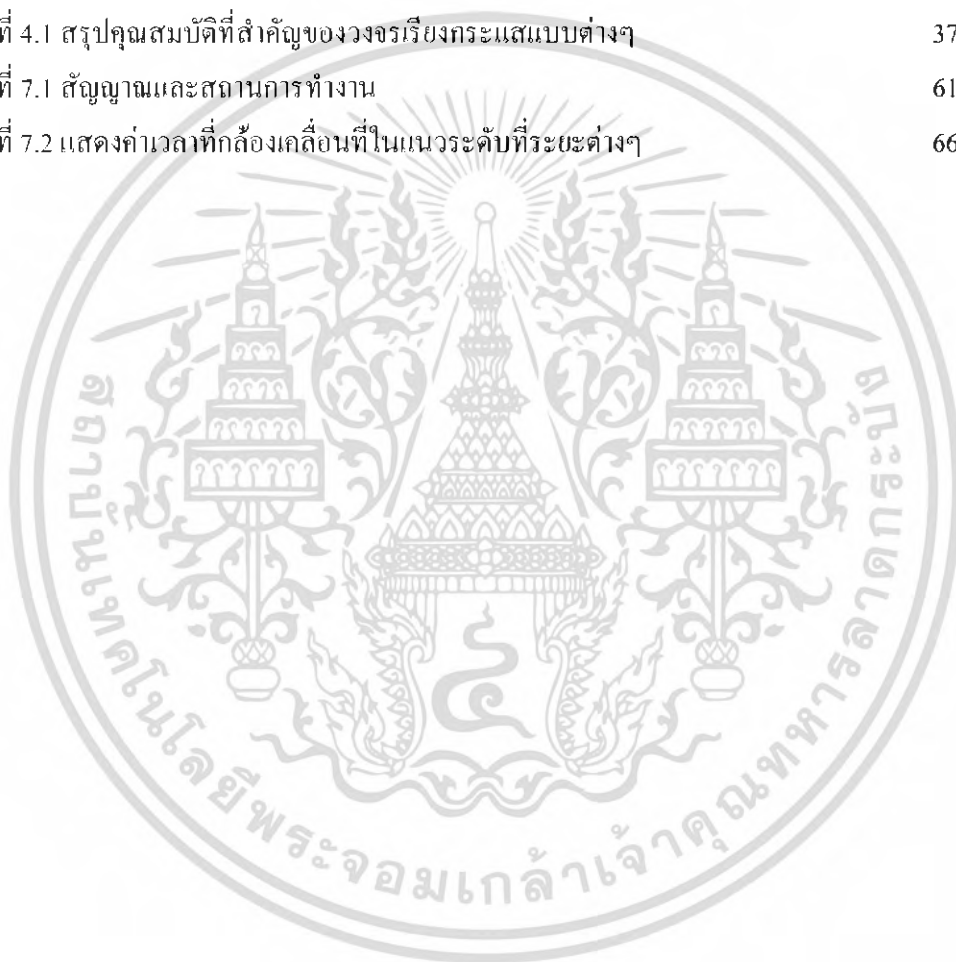 ที่ 4.1 สรุปคุณสมบัติที่สำคัญของวงจรเรียงกระแสแบบต่างๆ 37
ที่ 7.1 สัญญาณและสถานการทำงาน 61
ที่ 7.2 แสดงค่าเวลาที่กล้องเคลื่อนที่ในแนวระดับที่ระยะต่างๆ 66
๔
สถาบันเทคโนโลยีพระจอมเกล้าเจ้าคุณทหารลาดกระบัง